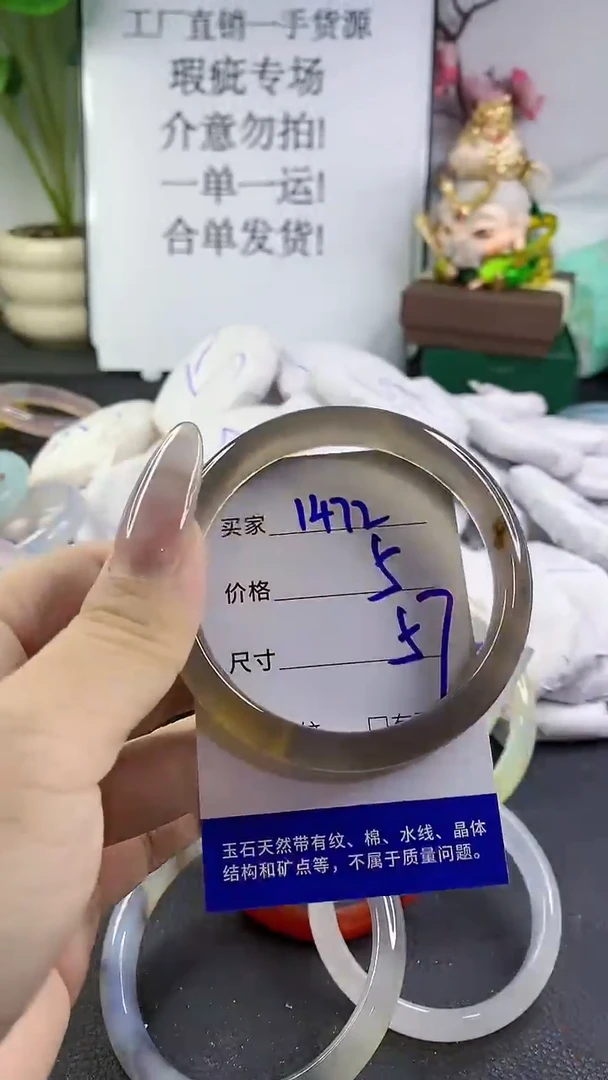 工厂直销一手货源
瑕疵专场
介意勿拍!
一单一运!
合单发货!
买家 1472
价格 5
尺寸 57
玉石天然带有纹、棉、水线、晶体
结构和矿点等，不属于质量问题。